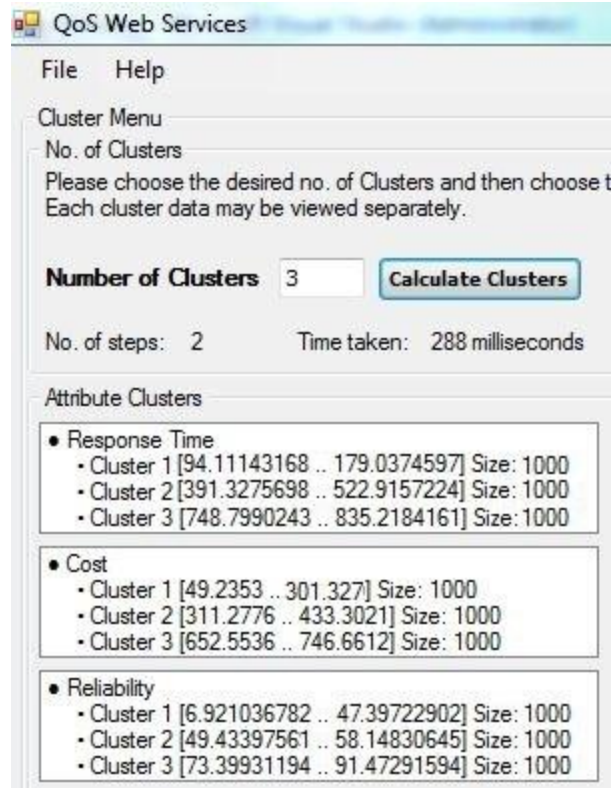 QoS Web Services
File Help
Cluster Menu
No. of Clusters
Please choose the desired no. of Clusters and then choose t
Each cluster data may be viewed separately.
Number of Clusters 3 Calculate Clusters
No. of steps: 2 Time taken: 288 milliseconds
Attribute Clusters
● Response Time
• Cluster 1 [94.11143168 .. 179.0374597] Size: 1000
• Cluster 2 [391.3275698 .. 522.9157224] Size: 1000
• Cluster 3 [748.7990243 .. 835.2184161] Size: 1000
● Cost
• Cluster 1 [49.2353 .. 301.327] Size: 1000
• Cluster 2 [311.2776 .. 433.3021] Size: 1000
• Cluster 3 [652.5536 .. 746.6612] Size: 1000
● Reliability
• Cluster 1 [6.921036782 .. 47.39722902] Size: 1000
• Cluster 2 [49.43397561 .. 58.14830645] Size: 1000
• Cluster 3 [73.39931194 .. 91.47291594] Size: 1000